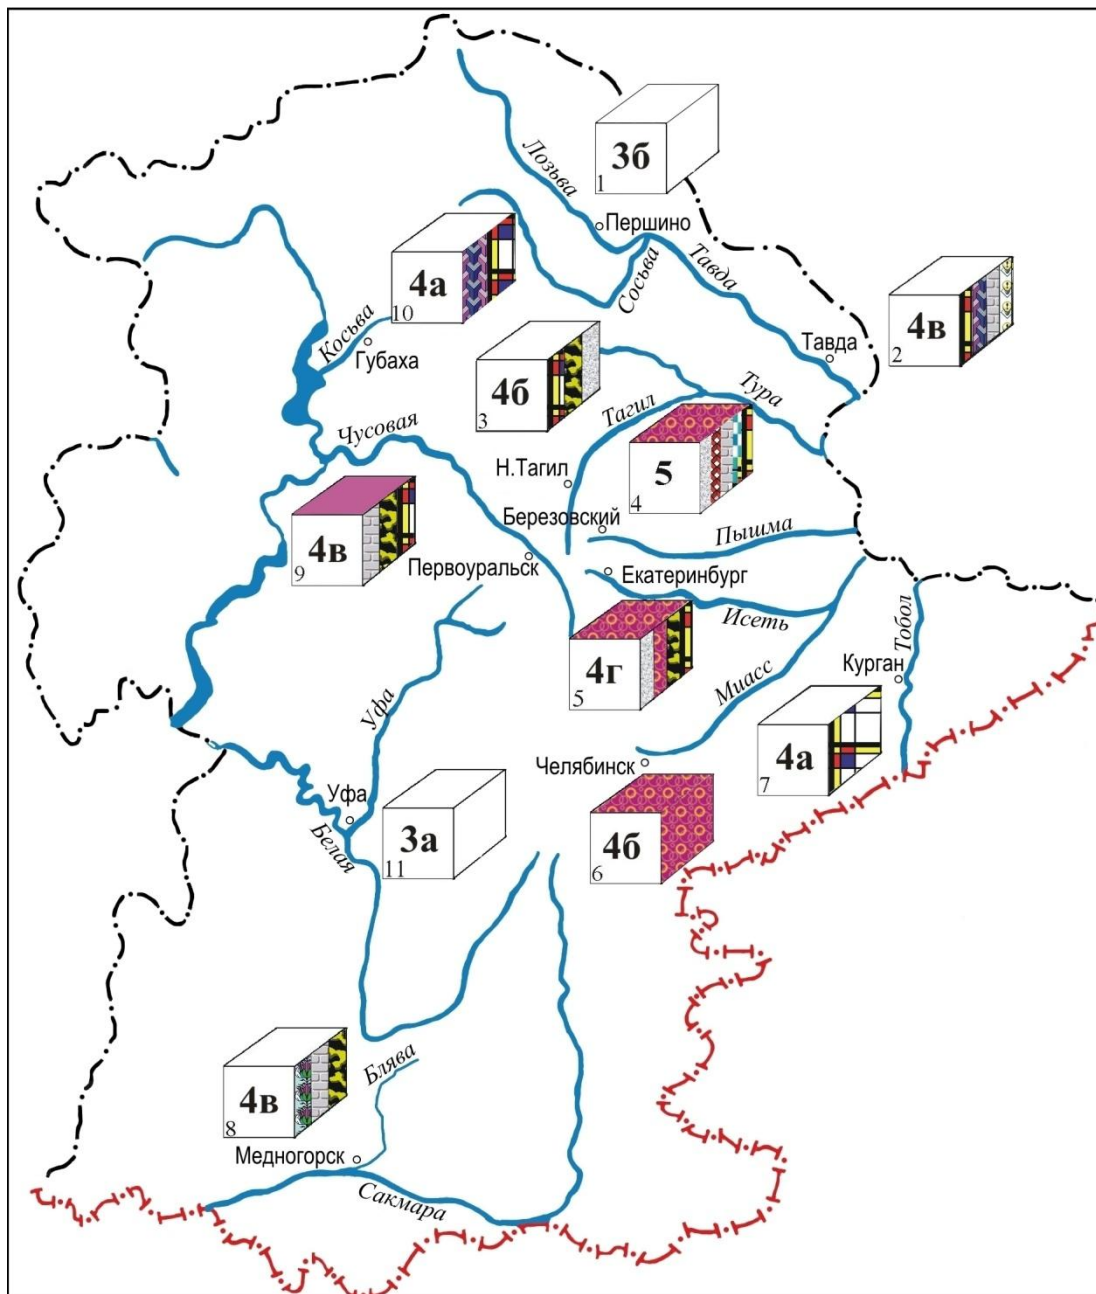 3б
1
Лозьва
Першино
4а
10
Сосьва
Тавда
4в
2
Косьва
Губаха
Тавда
4б
3
Тура
Тагил
Чусовая
Н.Тагил
5
4
4в
9
Березовский
Пышма
Первоуральск
Екатеринбург
Исеть
4г
5
Тобол
Курган
Миасс
Уфа
4а
7
Челябинск
Уфа
Белая
3а
11
4б
6
Блява
4в
8
Медногорск
Сакмара